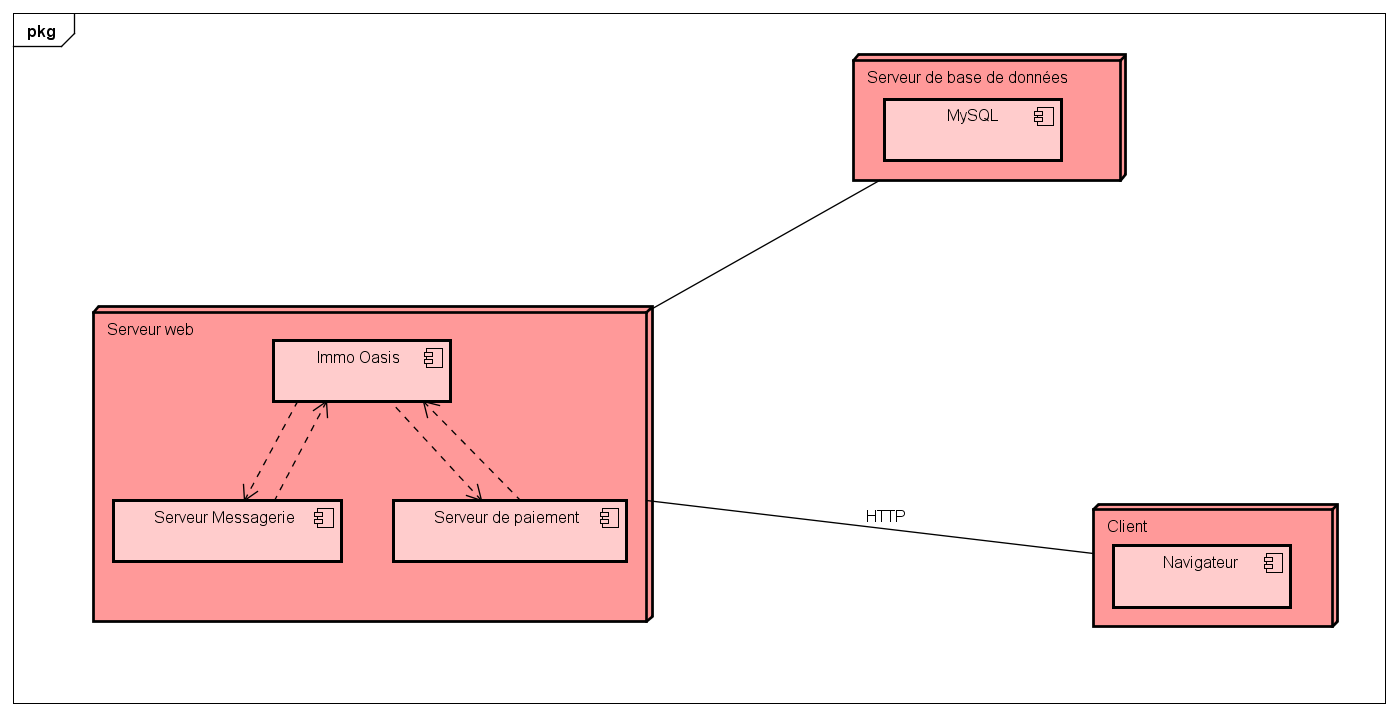 pkg
Serveur de base de données
MySQL
Serveur web
Immo Oasis
Serveur Messagerie
Serveur de paiement
HTTP
Client
Navigateur